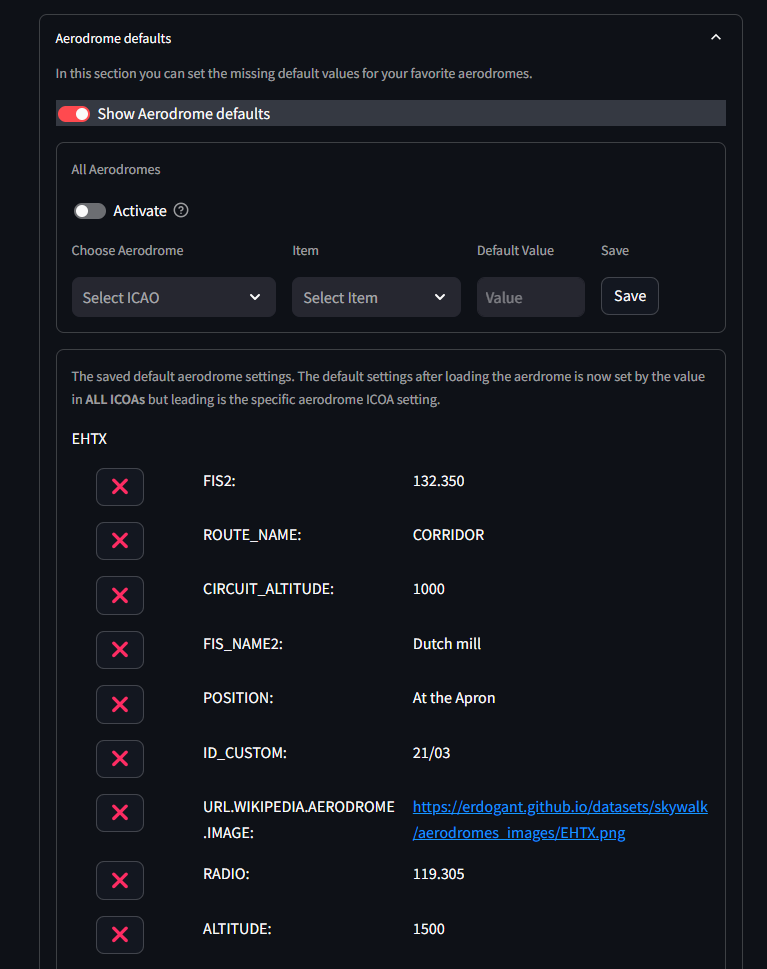 Aerodrome defaults
In this section you can set the missing default values for your favorite aerodromes.
Show Aerodrome defaults
All Aerodromes
Activate
Choose Aerodrome Item Default Value Save
Select ICAO Select Item Value Save
The saved default aerodrome settings. The default settings after loading the aerdrome is now set by the value
in ALL ICOAs but leading is the specific aerodrome ICOA setting.
EHTX
FIS2: 132.350
ROUTE_NAME: CORRIDOR
CIRCUIT_ALTITUDE: 1000
FIS_NAME2: Dutch mill
POSITION: At the Apron
ID_CUSTOM: 21/03
URL.WIKIPEDIA.AERODROME https://erdogant.github.io/datasets/skywalk
.IMAGE: /aerodromes_images/EHTX.png
RADIO: 119.305
ALTITUDE: 1500